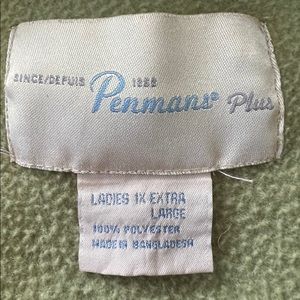 SINCE/DEPUIS 1868
Penmans® Plus
LADIES 1X EXTRA
LARGE
100% POLYESTER
MADE IN BANGLADESH